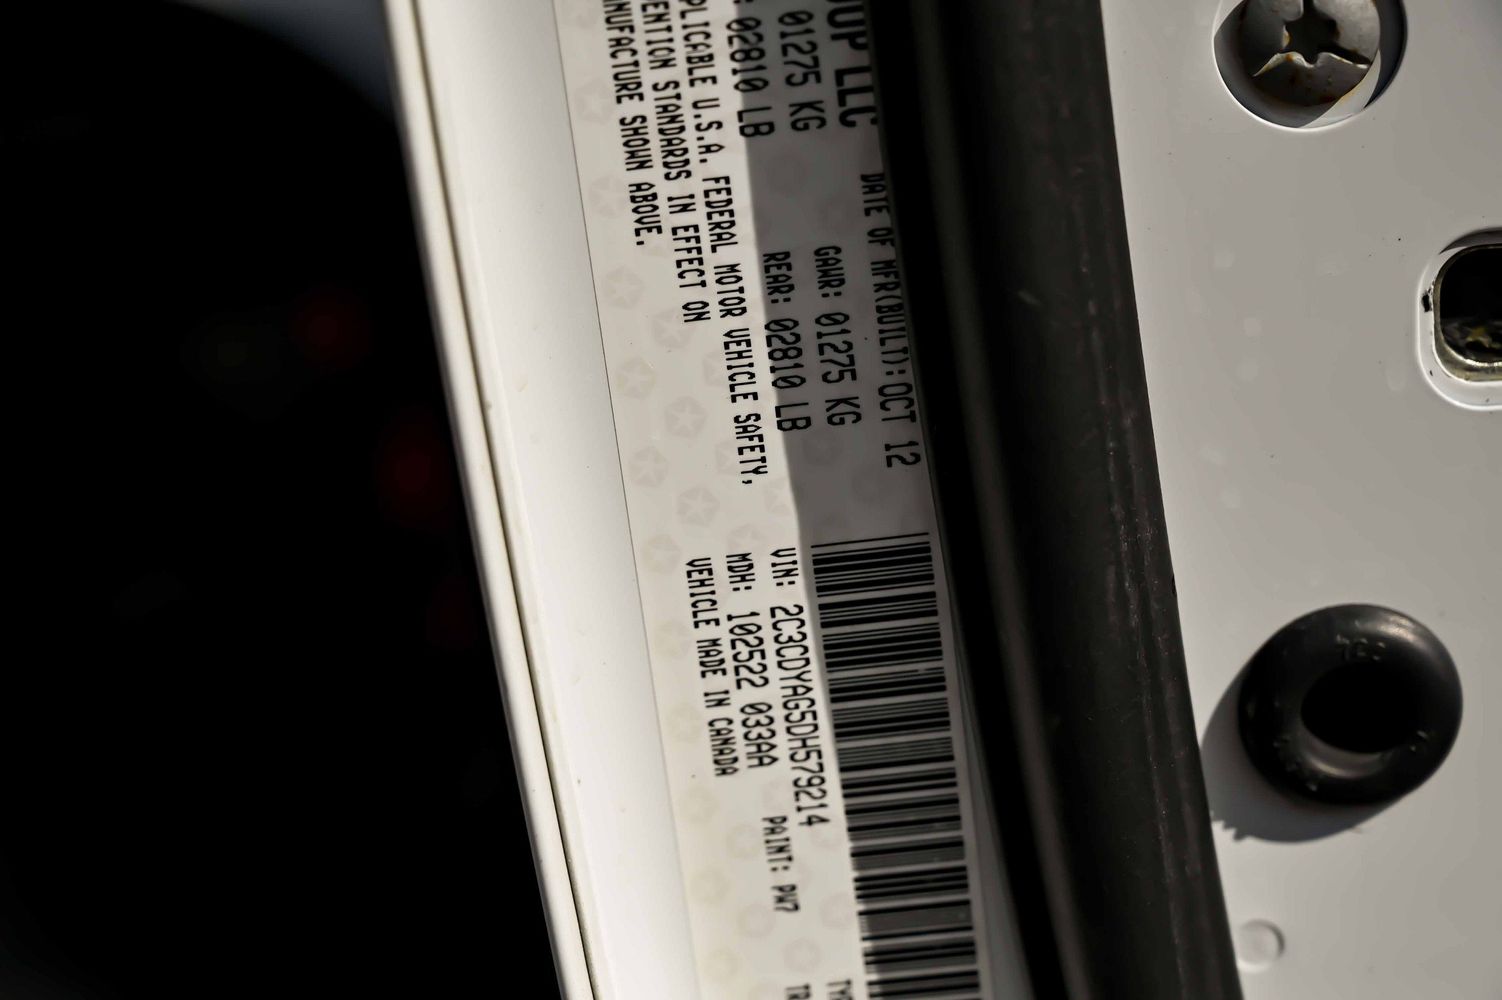 OUP LLC DATE OF MFR(BUILT): OCT 12
01275 KG GAWR: 01275 KG
: 02810 LB REAR: 02810 LB
PLICABLE U.S.A. FEDERAL MOTOR VEHICLE SAFETY,
ENTION STANDARDS IN EFFECT ON
NUFACTURE SHOWN ABOVE.
VIN: 2C3CDYAG5DH579214
MDH: 102522 033AA PAINT: PW7
VEHICLE MADE IN CANADA
TYP
TR